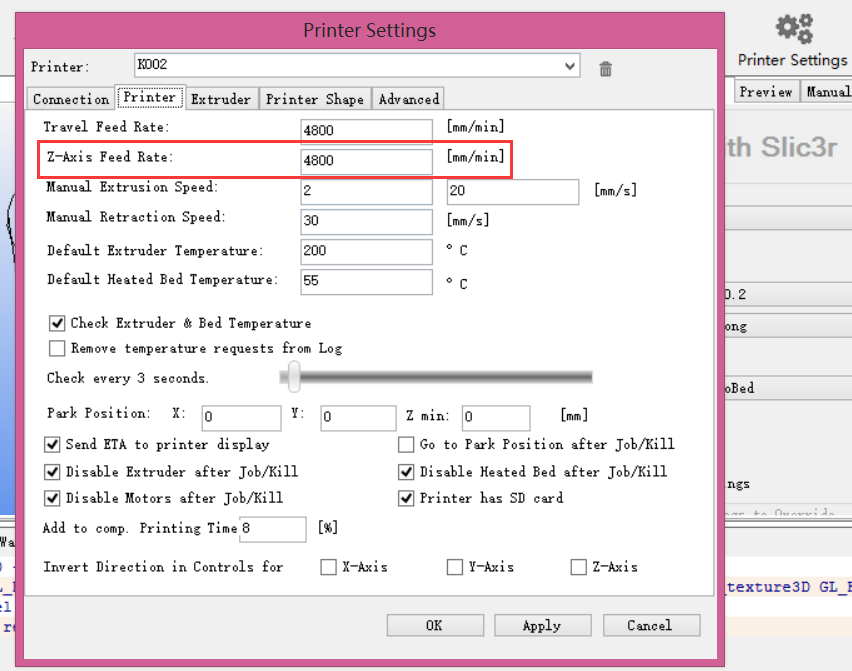 Printer Settings
Printer Settings
Printer: K002
Preview Manual
Connection Printer Extruder Printer Shape Advanced
Travel Feed Rate: 4800 [mm/min]
th Slic3r
Z-Axis Feed Rate: 4800 [mm/min]
Manual Extrusion Speed: 2 20 [mm/s]
Manual Retraction Speed: 30 [mm/s]
Default Extruder Temperature: 200 ° C
Default Heated Bed Temperature: 55 ° C
0.2
Check Extruder & Bed Temperature
ong
Remove temperature requests from Log
Check every 3 seconds.
oBed
Park Position: X: 0 Y: 0 Z min: 0 [mm]
Send ETA to printer display Go to Park Position after Job/Kill
Disable Extruder after Job/Kill Disable Heated Bed after Job/Kill
ngs
Disable Motors after Job/Kill Printer has SD card
Add to comp. Printing Time 8 [%]
Invert Direction in Controls for X-Axis Y-Axis Z-Axis
_texture3D GL_E
OK Apply Cancel